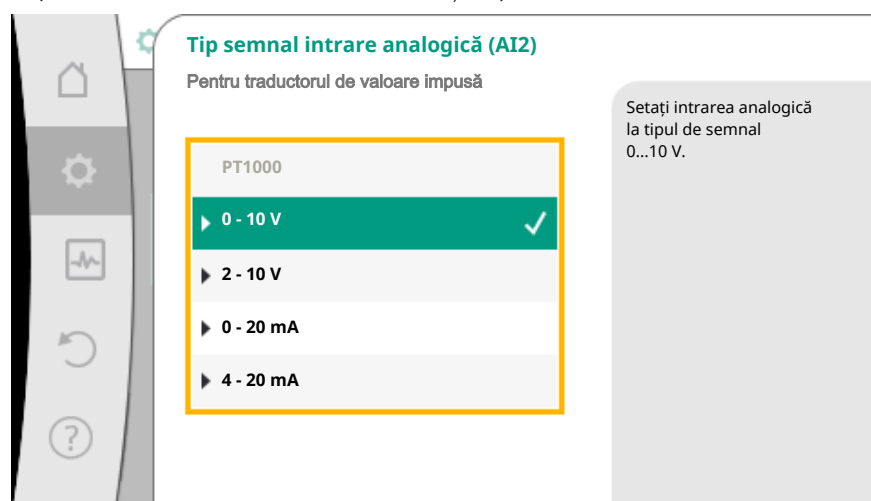 Tip semnal intrare analogică (AI2)
Pentru traductorul de valoare impusă
PT1000
0 - 10 V
2 - 10 V
0 - 20 mA
4 - 20 mA
Setați intrarea analogică
la tipul de semnal
0...10 V.
?